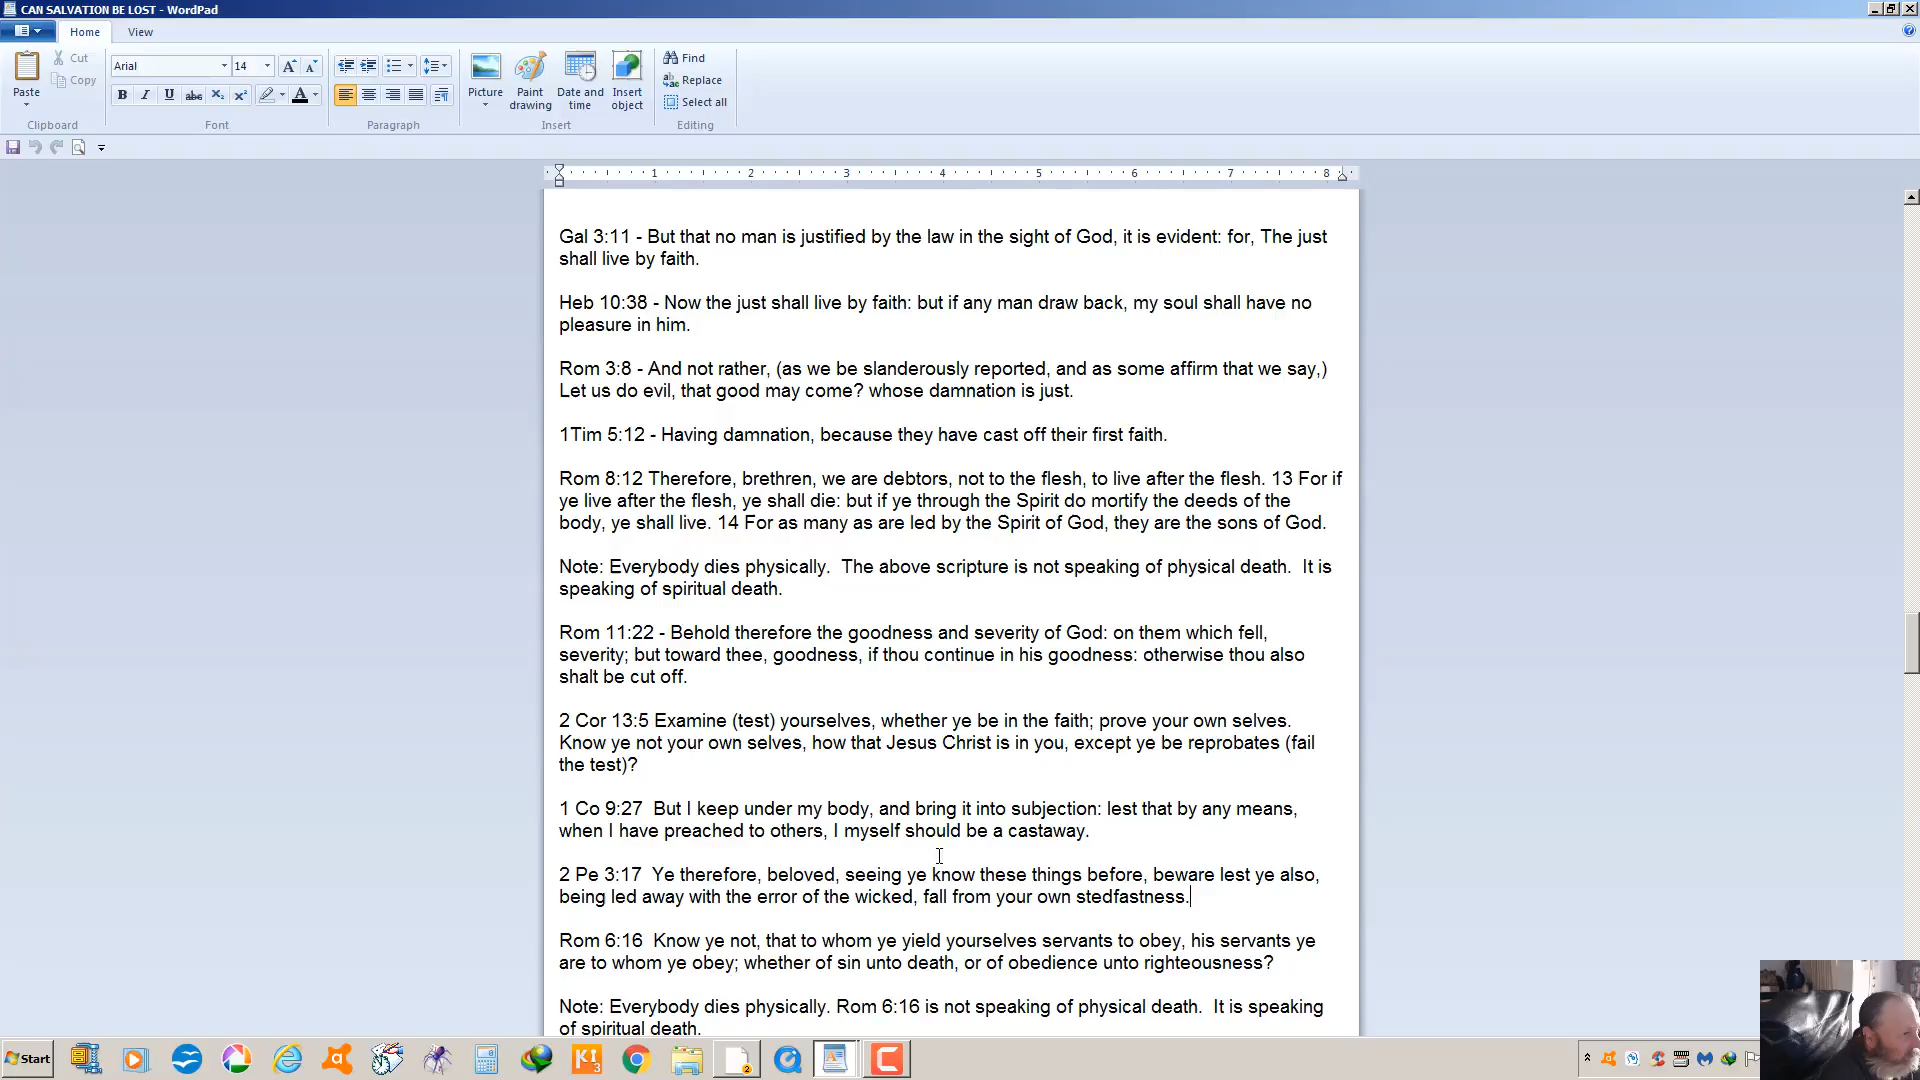 CAN SALVATION BE LOST - WordPad
Home
View
Paste
Cut
Copy
Clipboard
Arial
14
Font
Paragraph
Picture
Paint drawing
Date and time
Insert object
Insert
Find
Replace
Select all
Editing
1 2 3 4 5 6 7 8
Gal 3:11 - But that no man is justified by the law in the sight of God, it is evident: for, The just
shall live by faith.
Heb 10:38 - Now the just shall live by faith: but if any man draw back, my soul shall have no
pleasure in him.
Rom 3:8 - And not rather, (as we be slanderously reported, and as some affirm that we say,)
Let us do evil, that good may come? whose damnation is just.
1Tim 5:12 - Having damnation, because they have cast off their first faith.
Rom 8:12 Therefore, brethren, we are debtors, not to the flesh, to live after the flesh. 13 For if
ye live after the flesh, ye shall die: but if ye through the Spirit do mortify the deeds of the
body, ye shall live. 14 For as many as are led by the Spirit of God, they are the sons of God.
Note: Everybody dies physically.  The above scripture is not speaking of physical death.  It is
speaking of spiritual death.
Rom 11:22 - Behold therefore the goodness and severity of God: on them which fell,
severity; but toward thee, goodness, if thou continue in his goodness: otherwise thou also
shalt be cut off.
2 Cor 13:5 Examine (test) yourselves, whether ye be in the faith; prove your own selves.
Know ye not your own selves, how that Jesus Christ is in you, except ye be reprobates (fail
the test)?
1 Co 9:27  But I keep under my body, and bring it into subjection: lest that by any means,
when I have preached to others, I myself should be a castaway.
2 Pe 3:17  Ye therefore, beloved, seeing ye know these things before, beware lest ye also,
being led away with the error of the wicked, fall from your own stedfastness.
Rom 6:16  Know ye not, that to whom ye yield yourselves servants to obey, his servants ye
are to whom ye obey; whether of sin unto death, or of obedience unto righteousness?
Note: Everybody dies physically. Rom 6:16 is not speaking of physical death.  It is speaking
of spiritual death.
Start